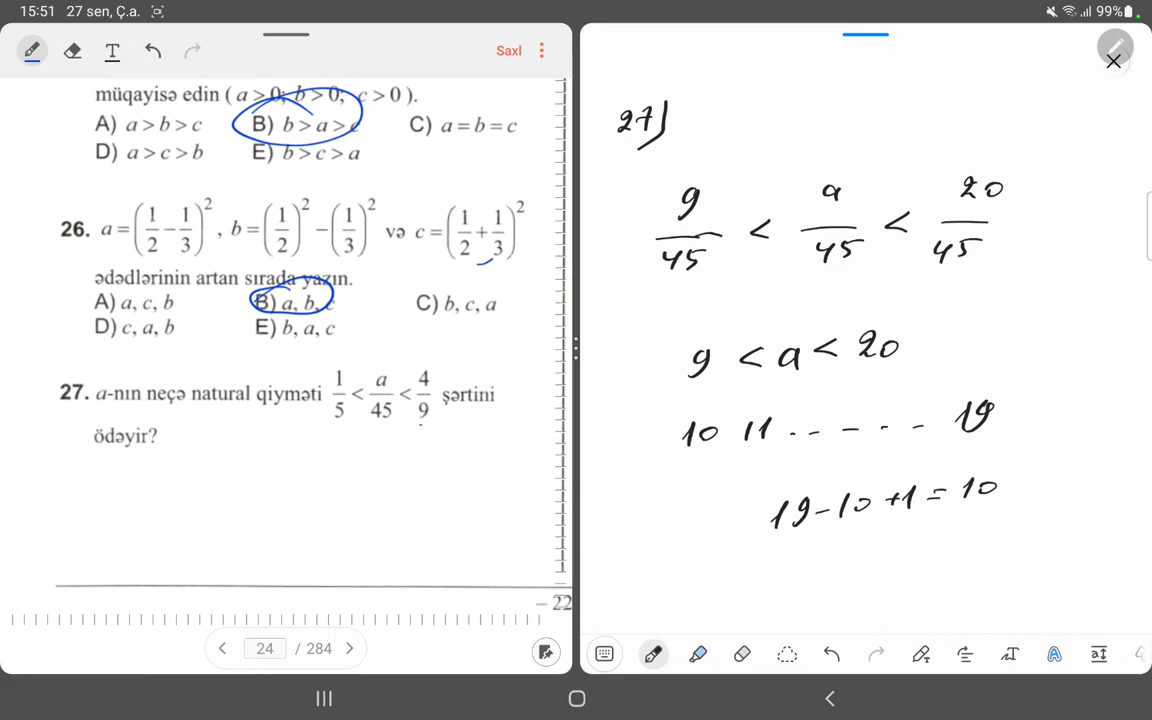 15:51 27 sen, Ç.a. 99%
T Saxl
müqayisə edin ( a > 0; b > 0; c > 0 ).
A) a > b > c B) b > a > c C) a = b = c
D) a > c > b E) b > c > a
26. a = (1/2 − 1/3)², b = (1/2)² − (1/3)² və c = (1/2 + 1/3)²
ədədlərinin artan sırada yazın.
A) a, c, b B) a, b, c C) b, c, a
D) c, a, b E) b, a, c
27. a-nın neçə natural qiyməti 1/5 < a/45 < 4/9 şərtini
ödəyir?
– 22
24 / 284
27)
9/45 < a/45 < 20/45
9 < a < 20
10 11 . . – – . – 19
19 – 10 + 1 = 10